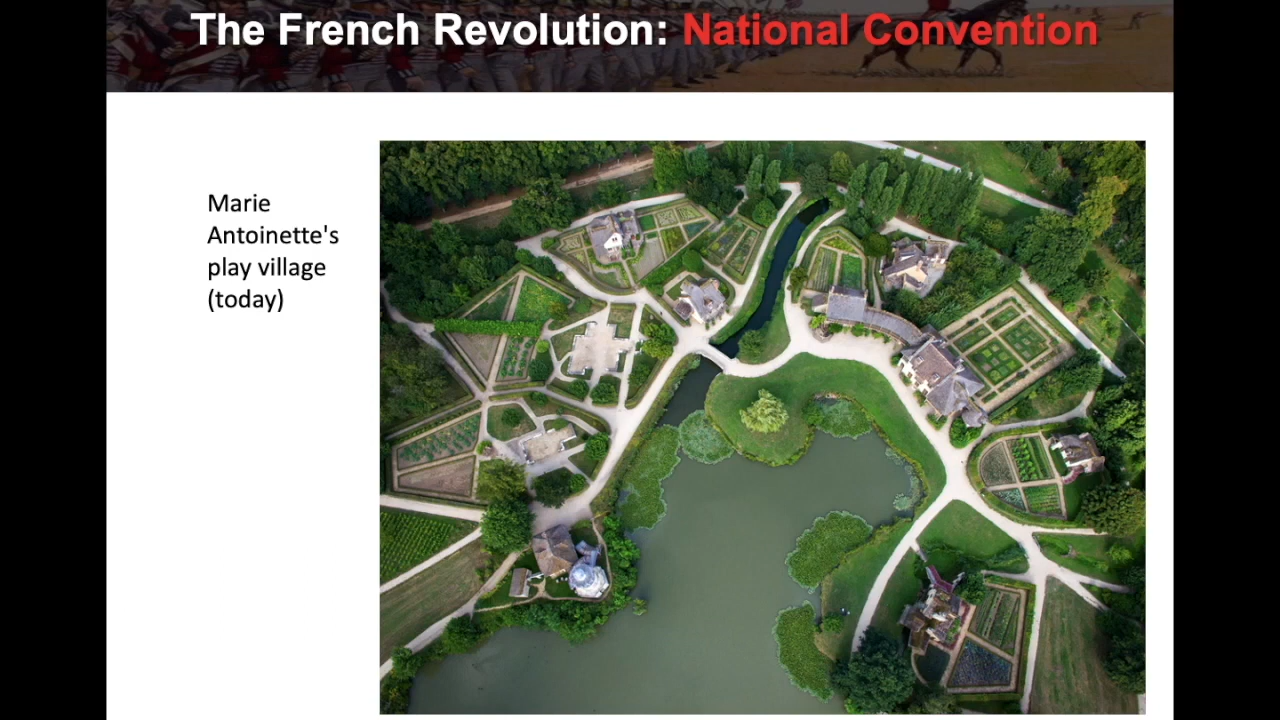 The French Revolution: National Convention
Marie
Antoinette's
play village
(today)